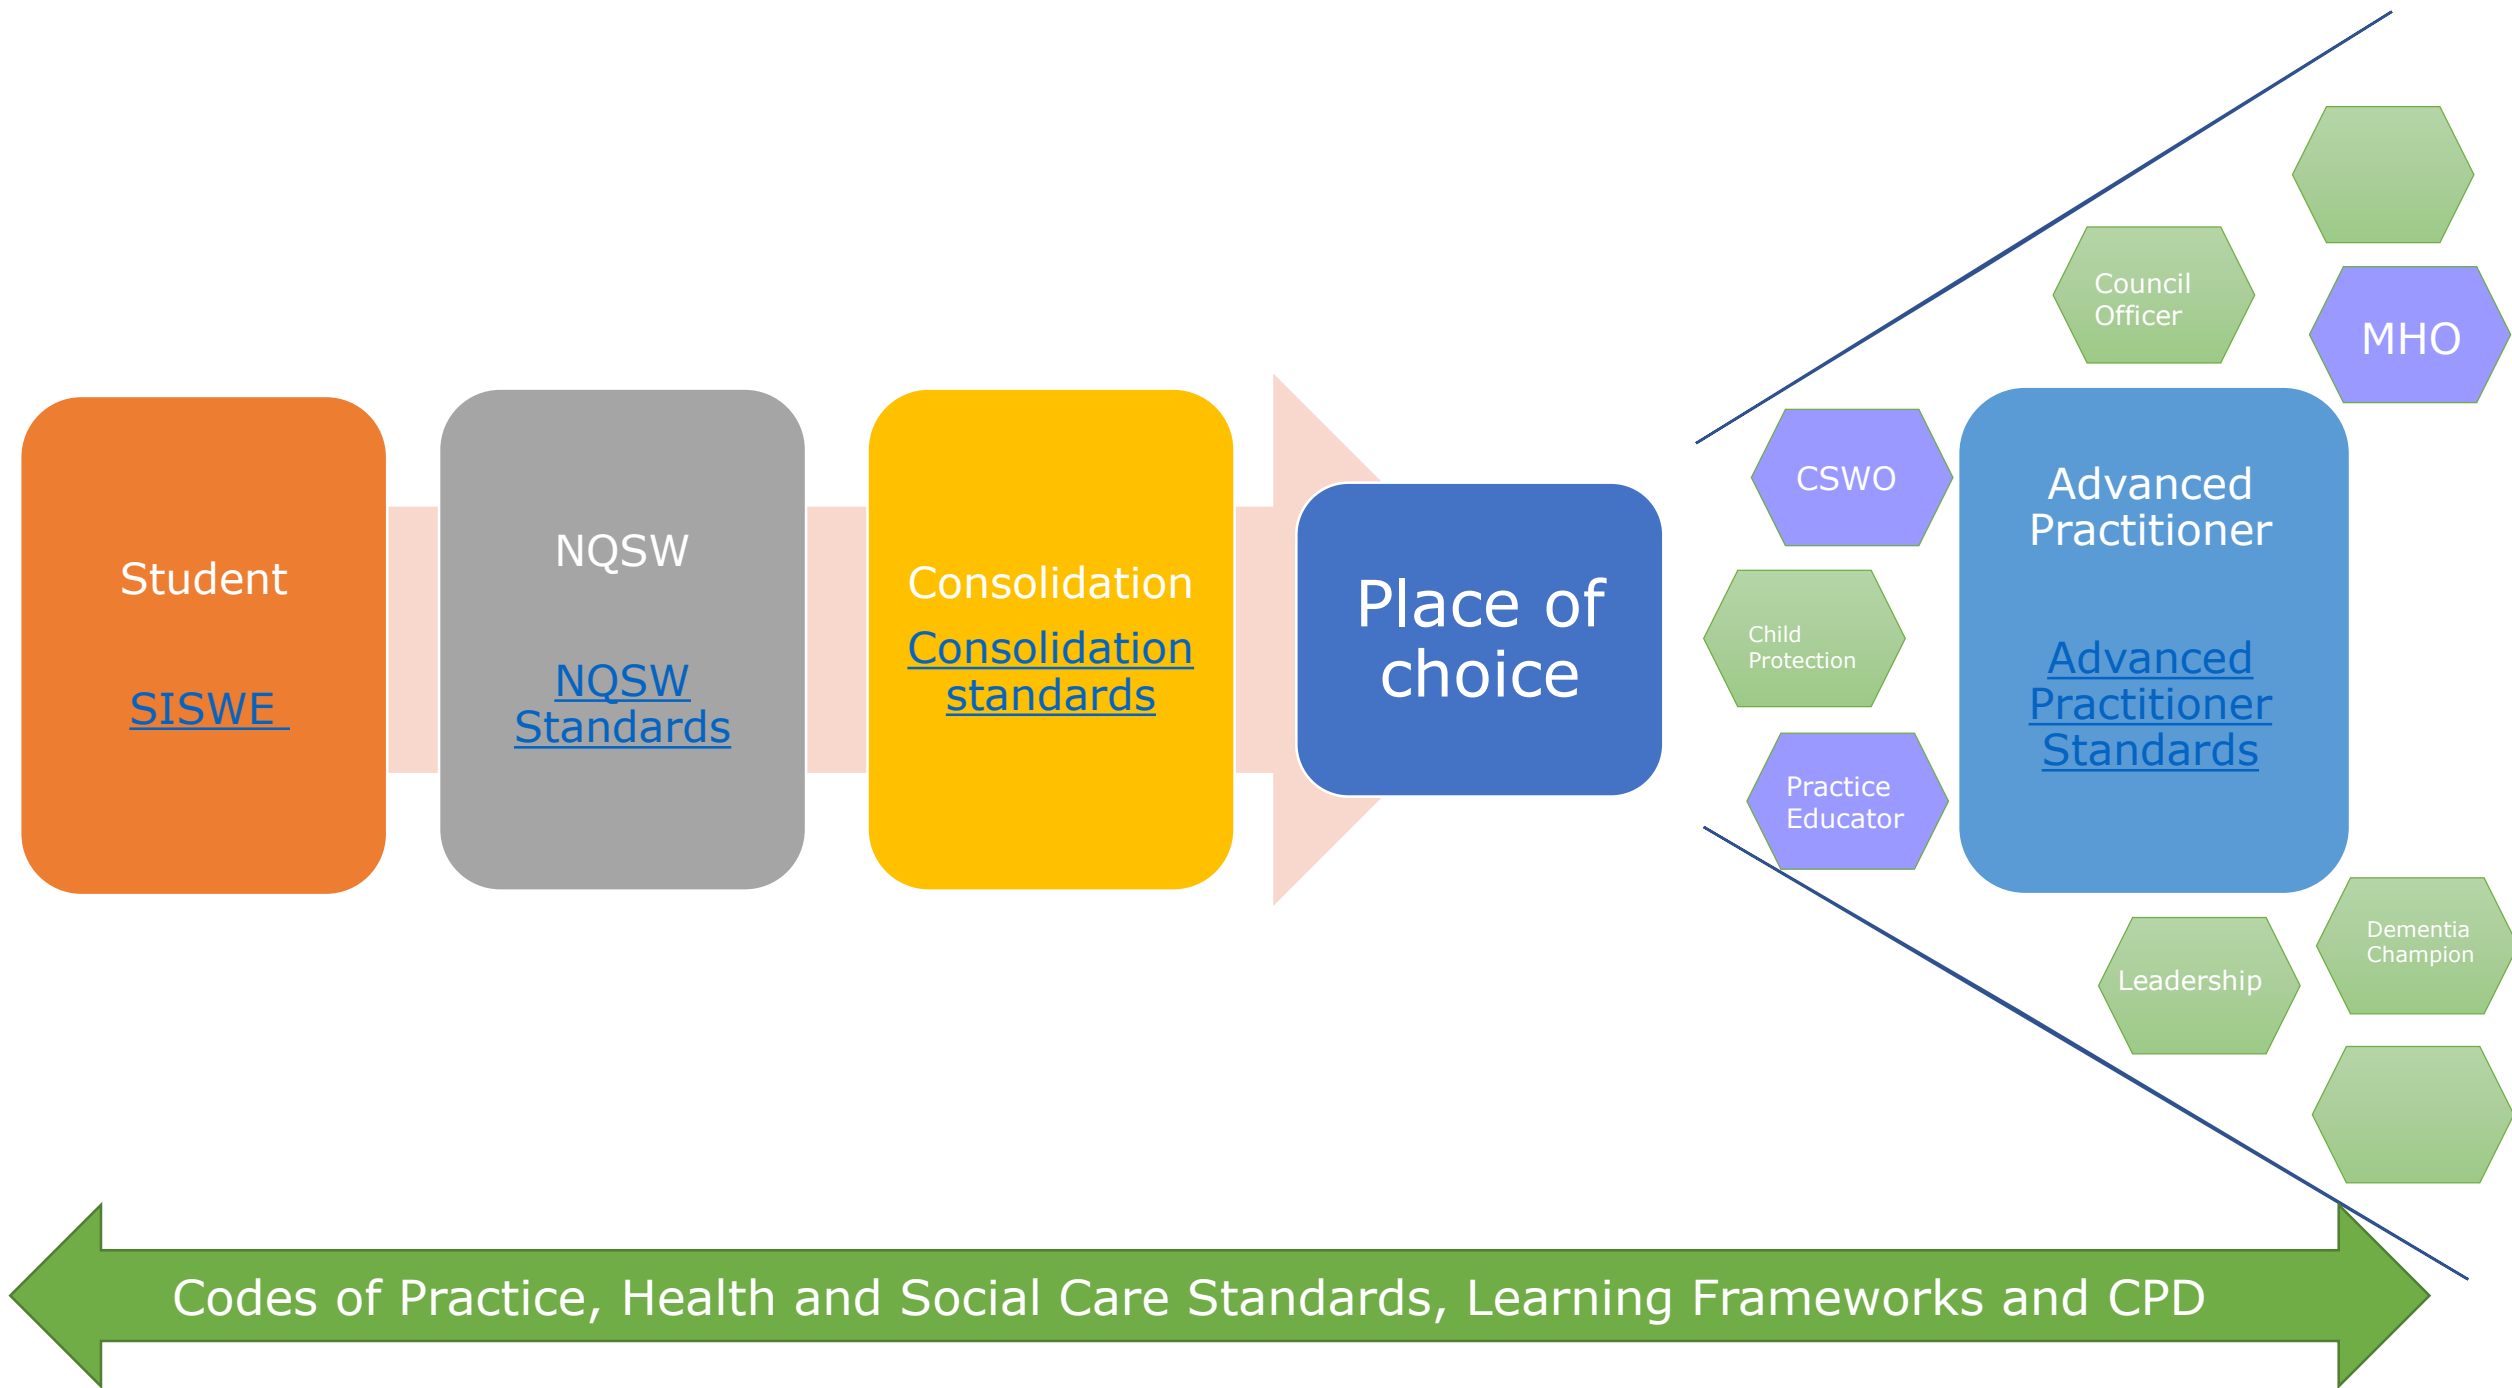 Student
SISWE
NQSW
NQSW
Standards
Consolidation
Consolidation
standards
Place of
choice
Council
Officer
MHO
CSWO
Child
Protection
Practice
Educator
Advanced
Practitioner
Advanced
Practitioner
Standards
Leadership
Dementia
Champion
Codes of Practice, Health and Social Care Standards, Learning Frameworks and CPD